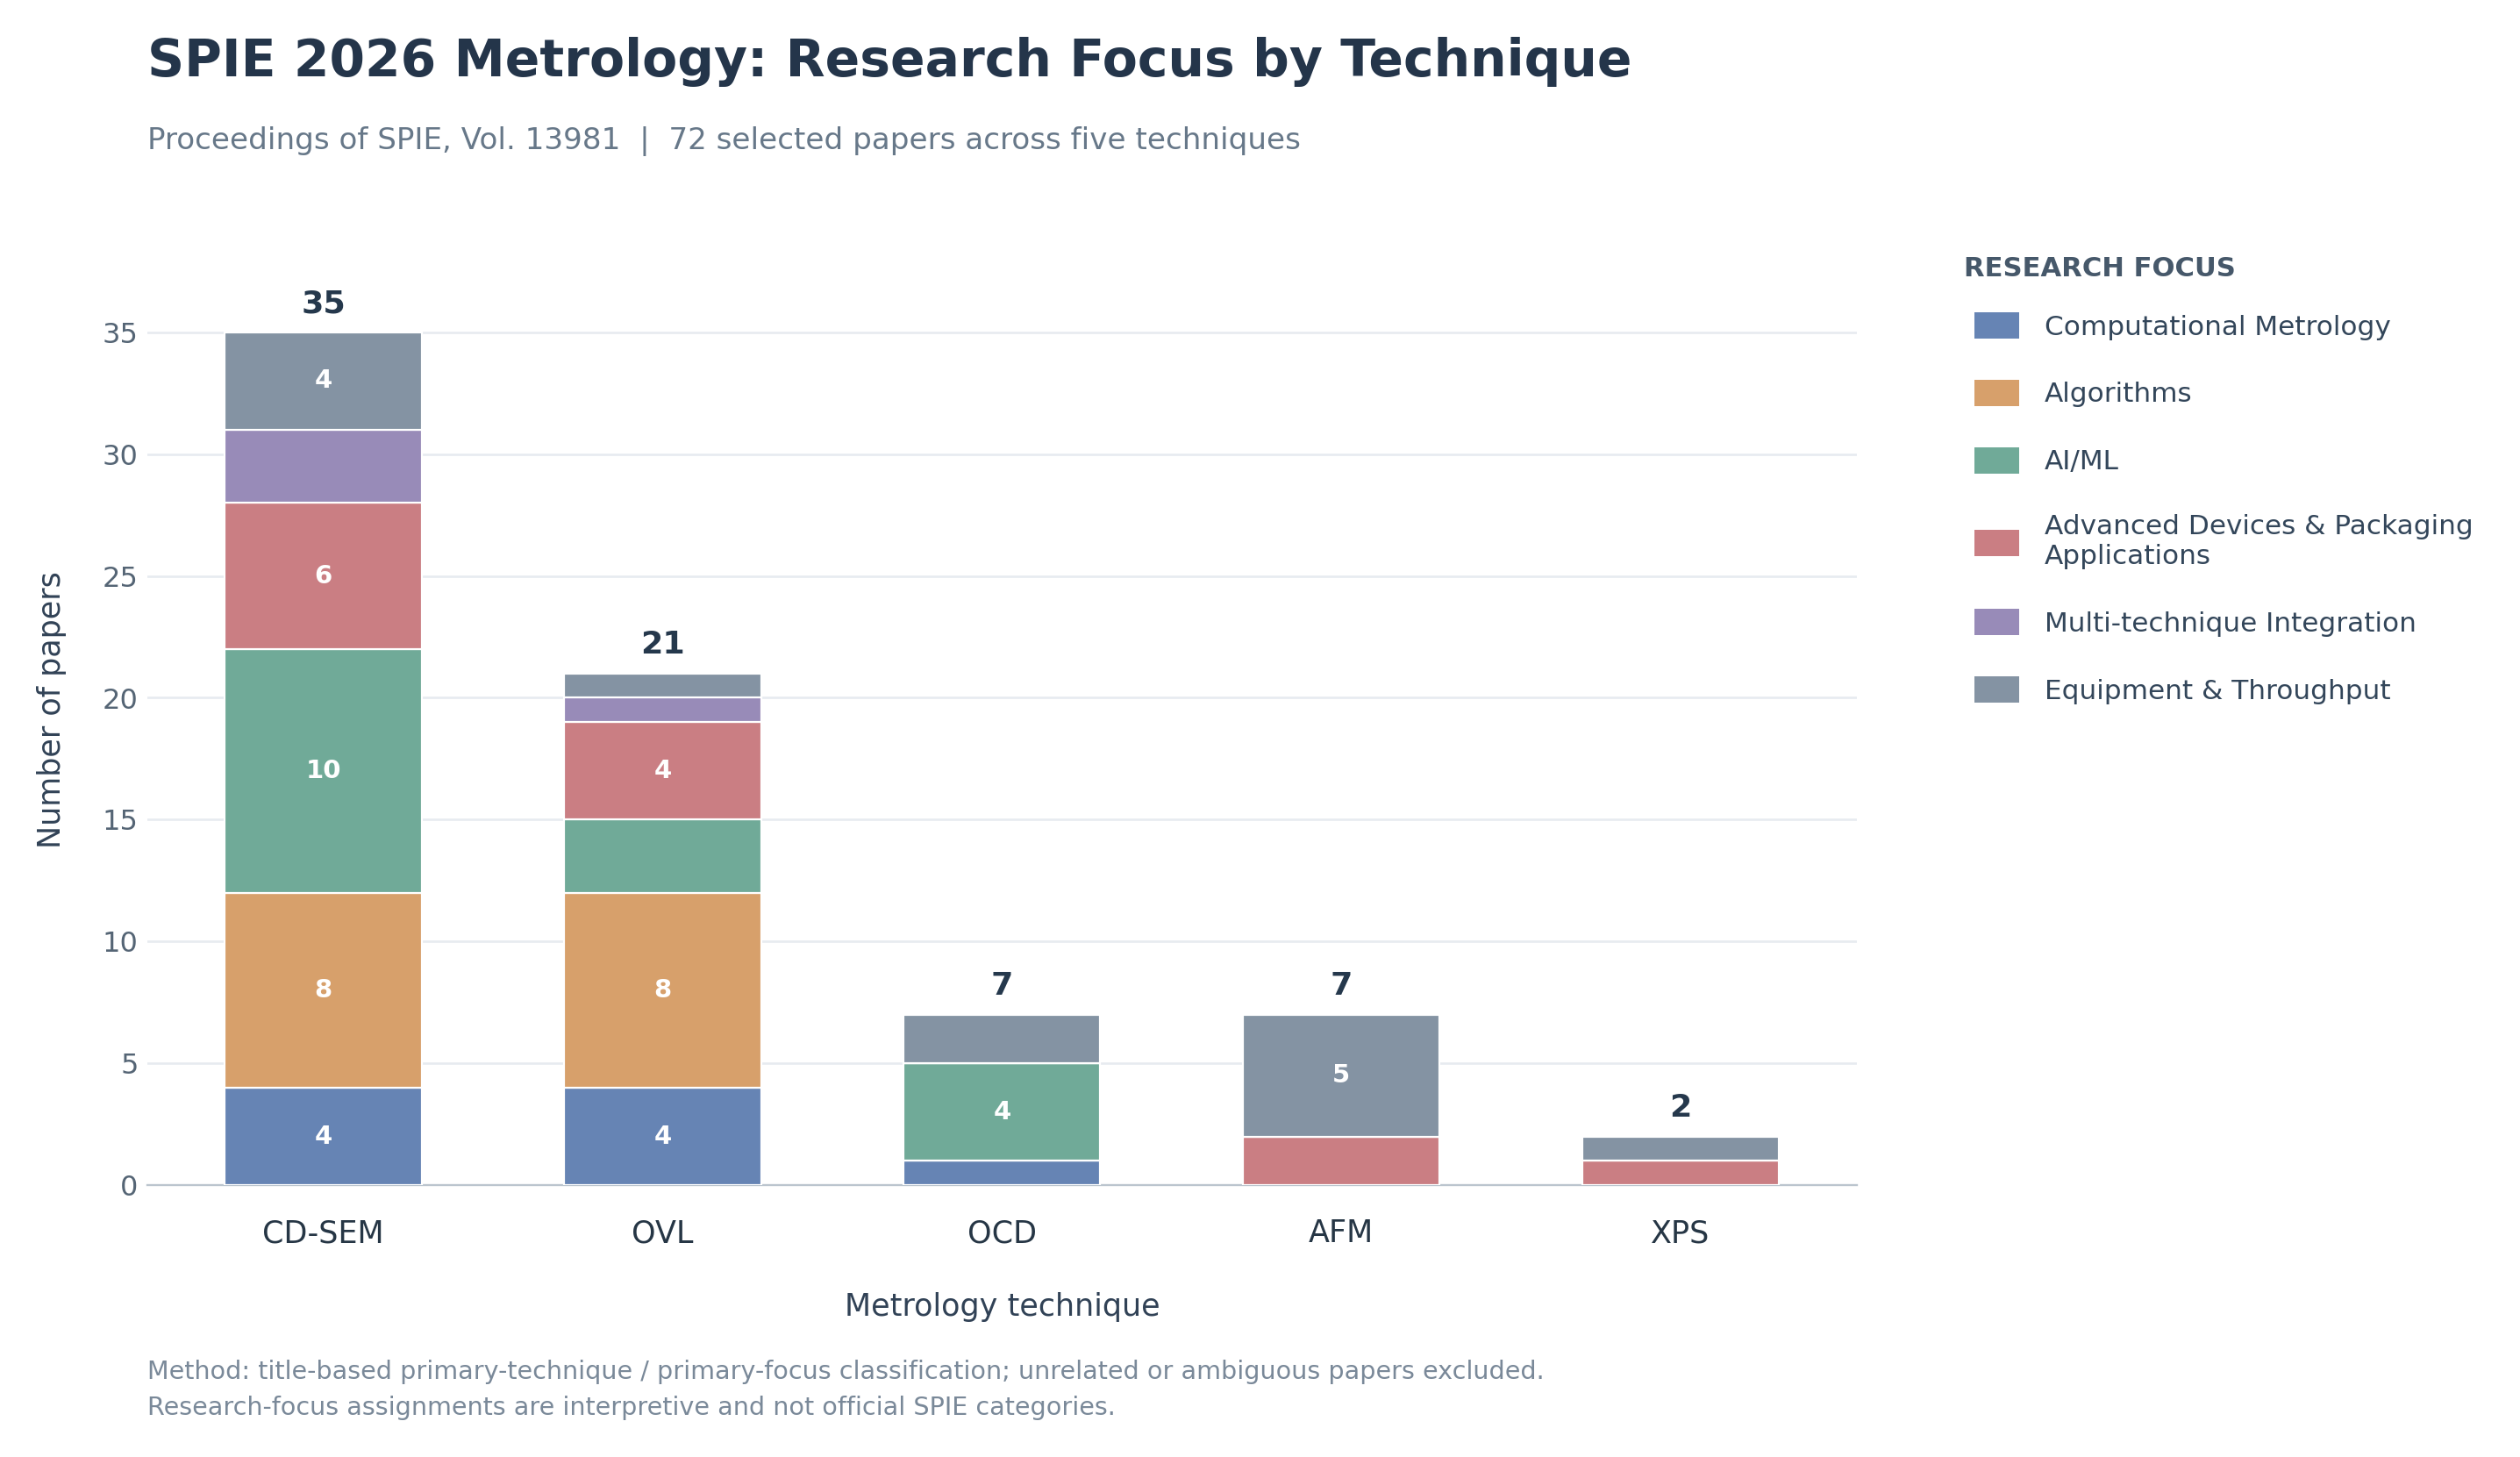 SPIE 2026 Metrology: Research Focus by Technique
Proceedings of SPIE, Vol. 13981 | 72 selected papers across five techniques
RESEARCH FOCUS
Computational Metrology
Algorithms
AI/ML
Advanced Devices & Packaging
Applications
Multi-technique Integration
Equipment & Throughput
Number of papers
35
30
25
20
15
10
5
0
35
4
6
10
8
4
21
4
8
4
7
4
7
5
2
CD-SEM
OVL
OCD
AFM
XPS
Metrology technique
Method: title-based primary-technique / primary-focus classification; unrelated or ambiguous papers excluded.
Research-focus assignments are interpretive and not official SPIE categories.